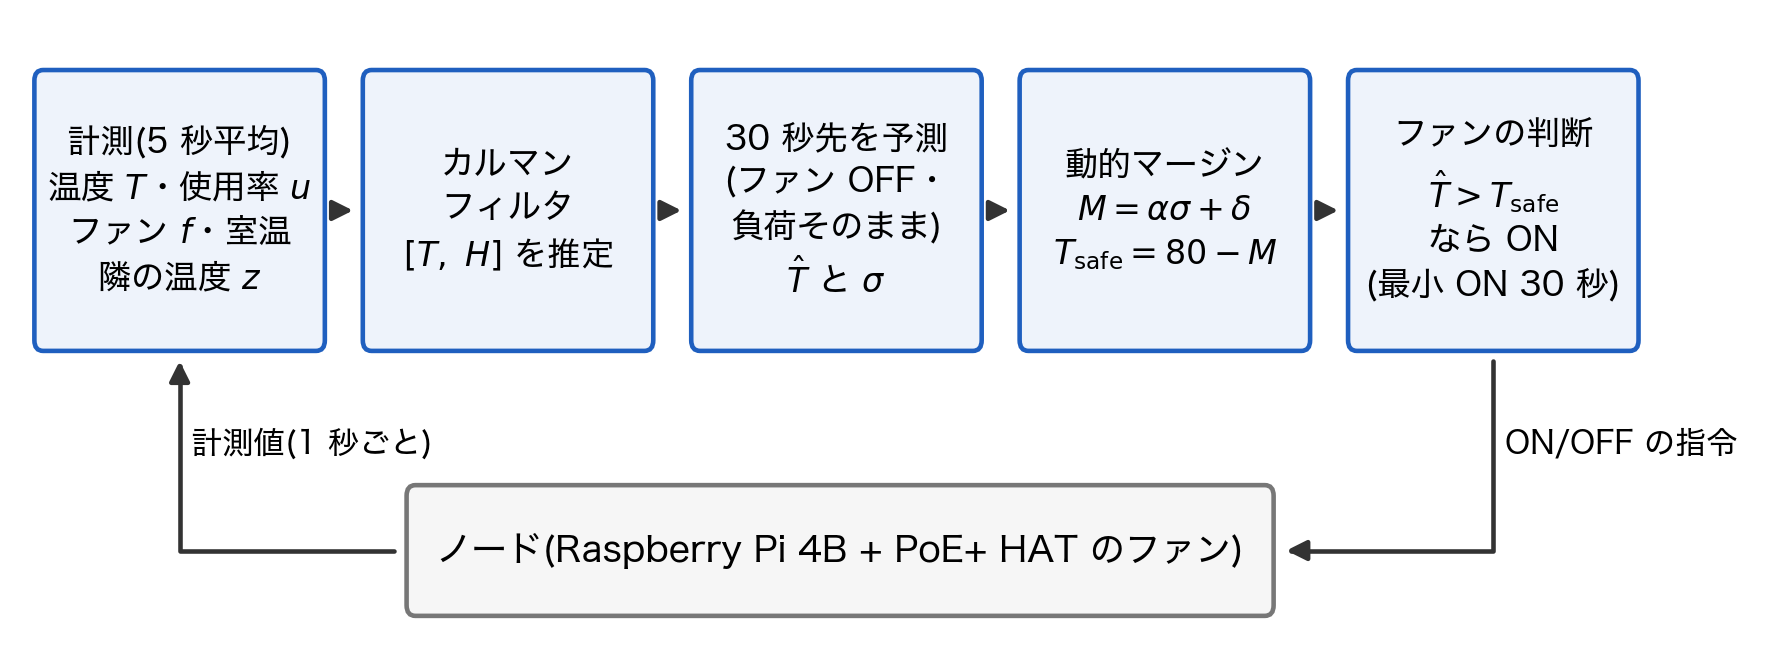 計測(5 秒平均)
温度 T・使用率 u
ファン f・室温
隣の温度 z
カルマン
フィルタ
[T, H] を推定
30 秒先を予測
(ファン OFF・
負荷そのまま)
T̂ と σ
動的マージン
M = ασ + δ
T_safe = 80 − M
ファンの判断
T̂ > T_safe
なら ON
(最小 ON 30 秒)
計測値(1 秒ごと)
ON/OFF の指令
ノード(Raspberry Pi 4B + PoE+ HAT のファン)